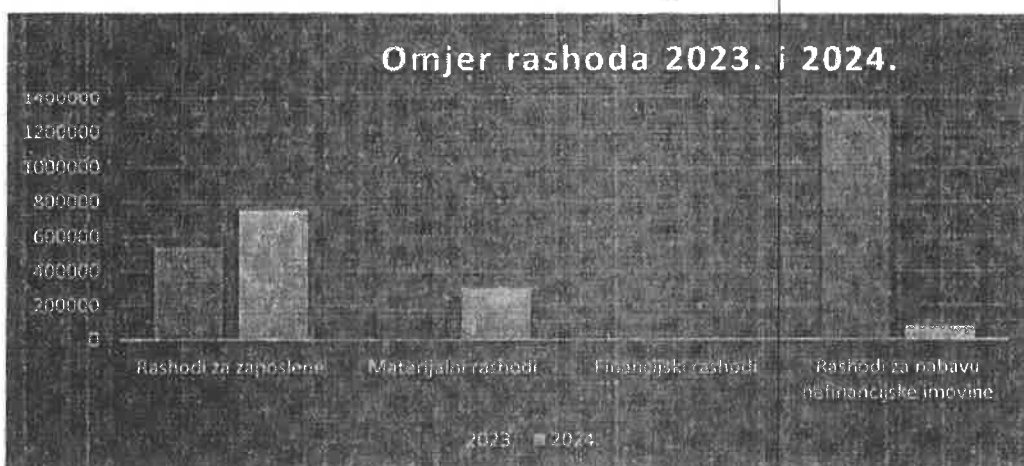 Omjer rashoda 2023. i 2024.
1400000
1200000
1000000
800000
600000
400000
200000
0
Rashodi za zaposlene
Materijalni rashodi
Financijski rashodi
Rashodi za nabavu
nefinancijske imovine
2023 2024.